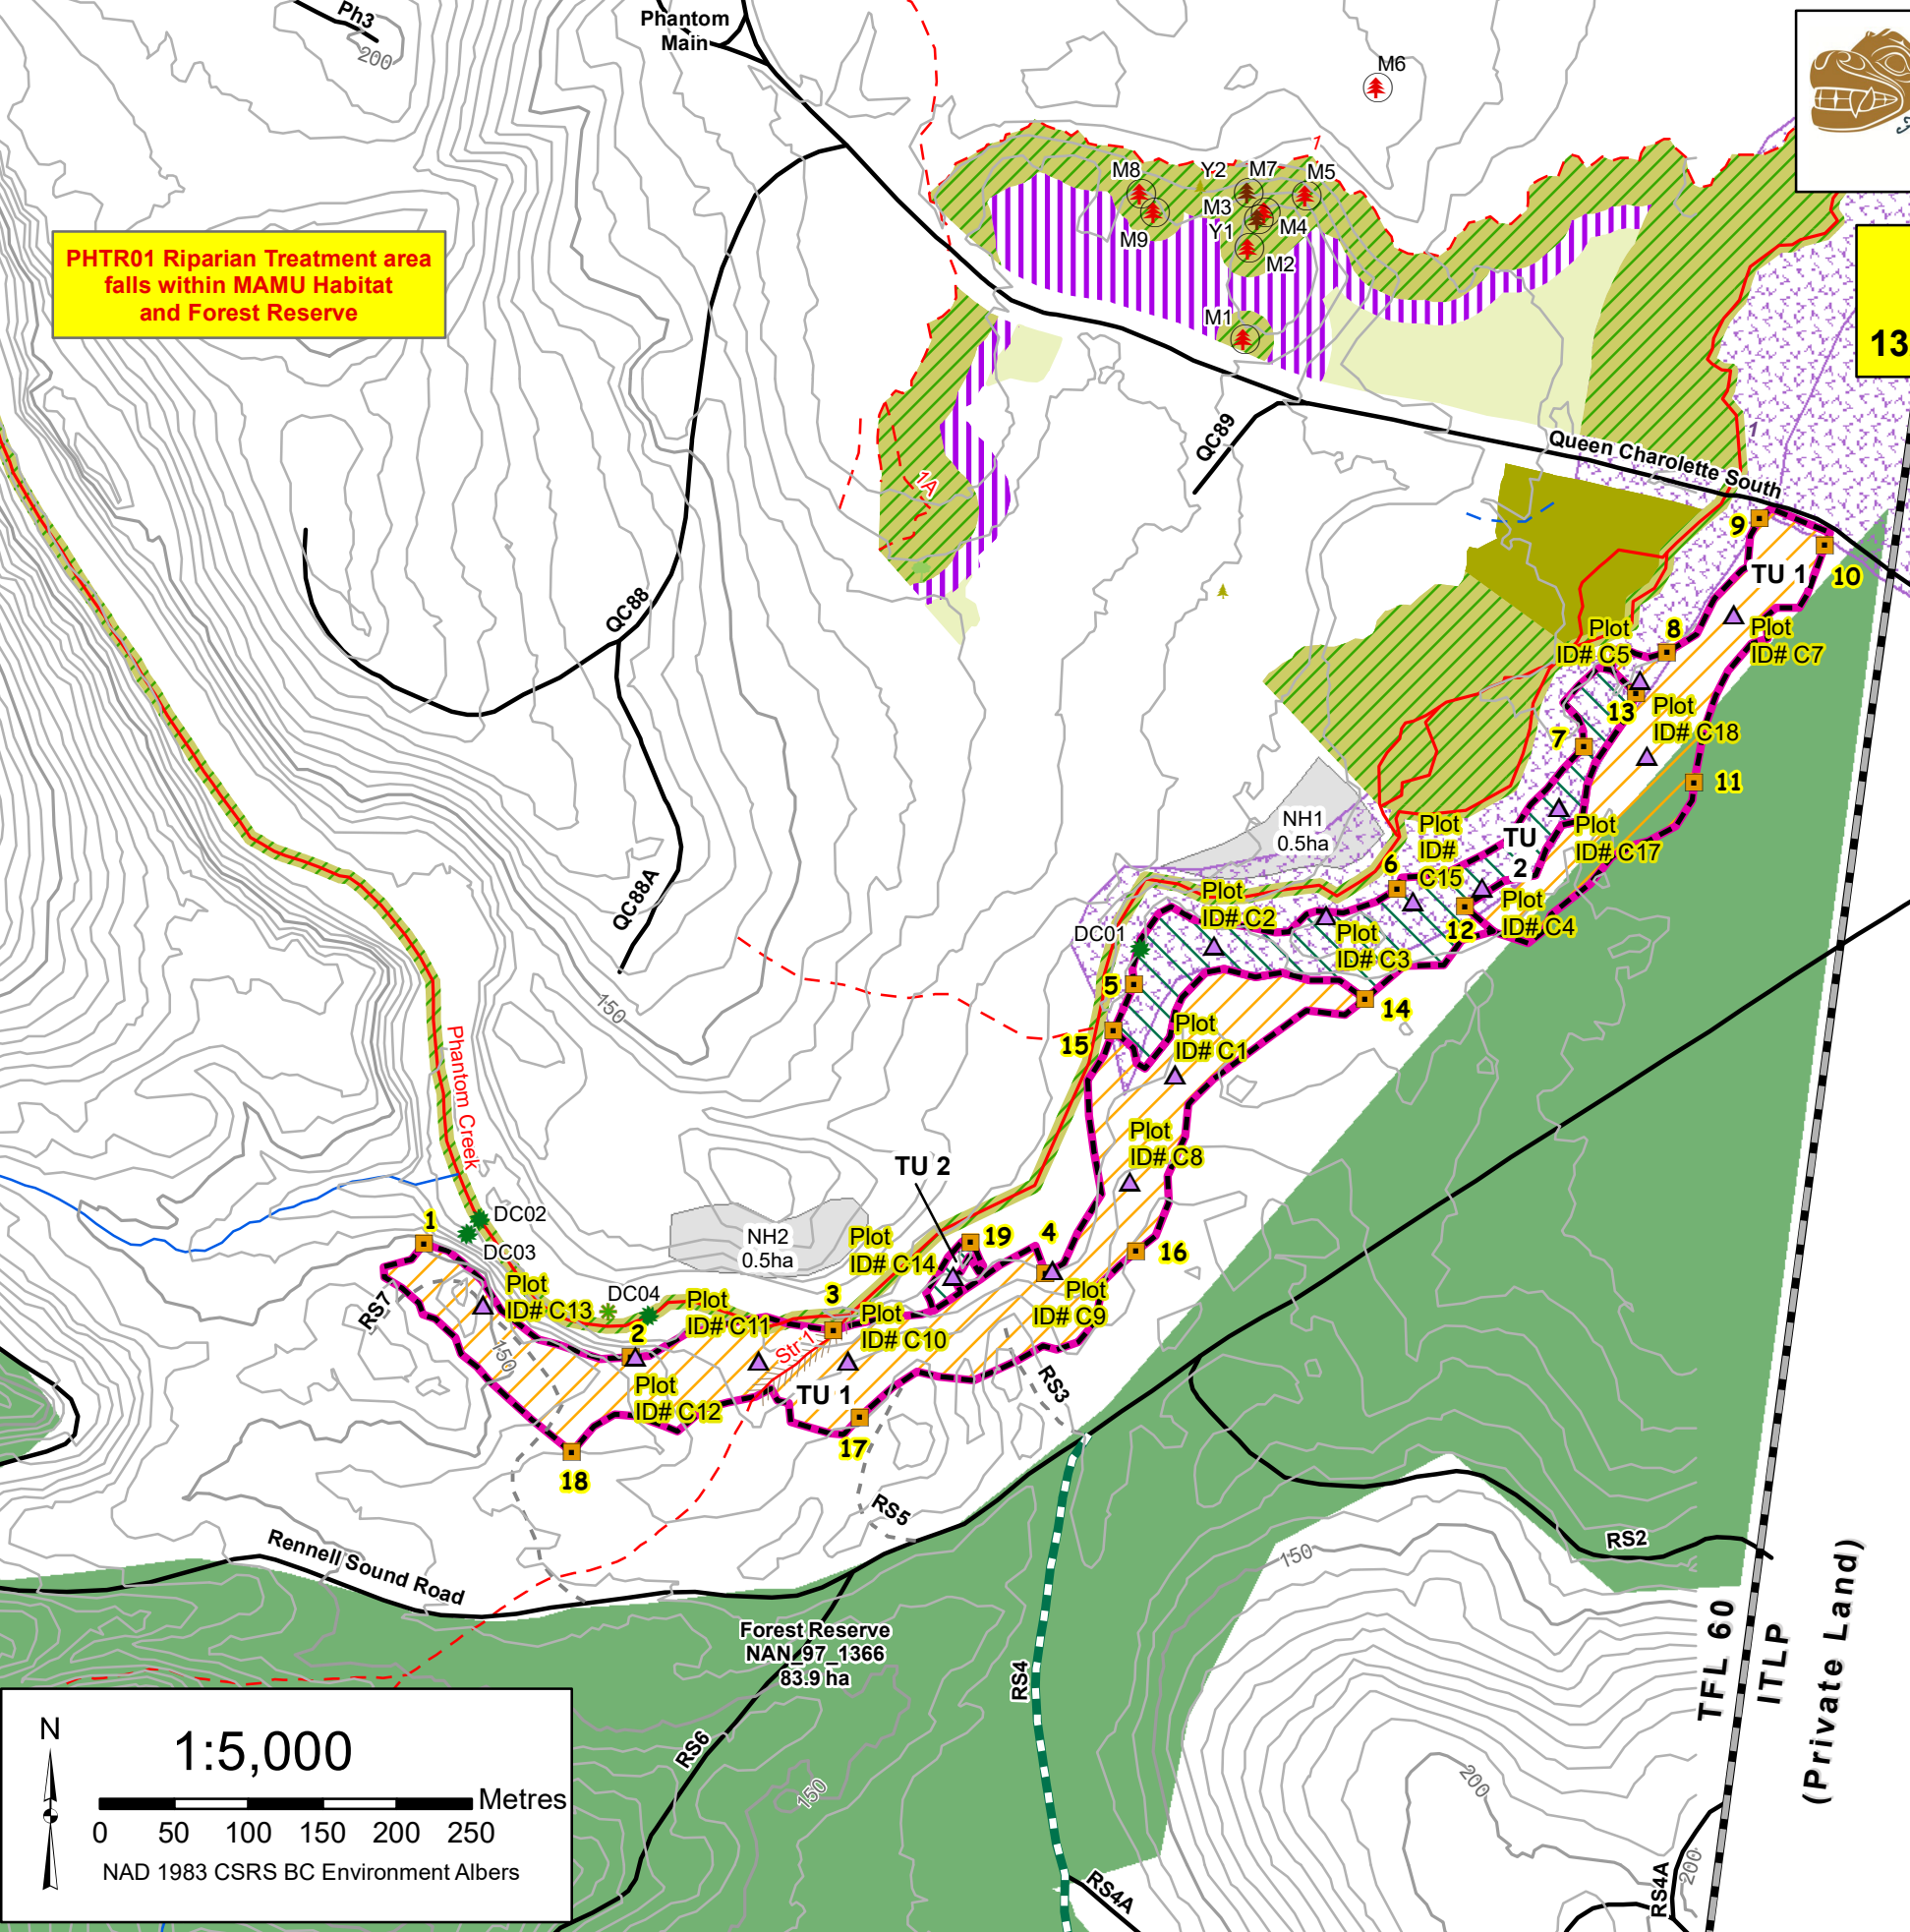 Ph3
200
Phantom
Main
M6
PHTR01 Riparian Treatment area
falls within MAMU Habitat
and Forest Reserve
1
M8
Y2
M7
M5
M3
M9
Y1
M4
M2
M1
13
1A
QC89
Queen Charolette South
1
9
TU 1
10
QC88
Plot
ID# C5
8
Plot
ID# C7
13
Plot
ID# C18
7
11
NH1
0.5ha
Plot
ID#
C15
TU
2
Plot
ID# C17
6
QC88A
Plot
ID# C2
Plot
ID# C4
12
DC01
Plot
ID# C3
5
14
150
15
Plot
ID# C1
Phantom Creek
Plot
ID# C8
TU 2
DC02
1
DC03
NH2
0.5ha
Plot
ID# C14
19
4
16
RS7
Plot
ID# C13
DC04
Plot
ID# C11
3
Plot
ID# C10
Plot
ID# C9
2
150
Str 1
Plot
ID# C12
TU 1
RS3
17
18
RS5
Rennell Sound Road
RS2
150
Forest Reserve
NAN_97_1366
83.9 ha
RS4
TFL 60
ITLP
(Private Land)
RS6
150
200
RS4A
RS4A
200
N
1:5,000
Metres
0 50 100 150 200 250
NAD 1983 CSRS BC Environment Albers